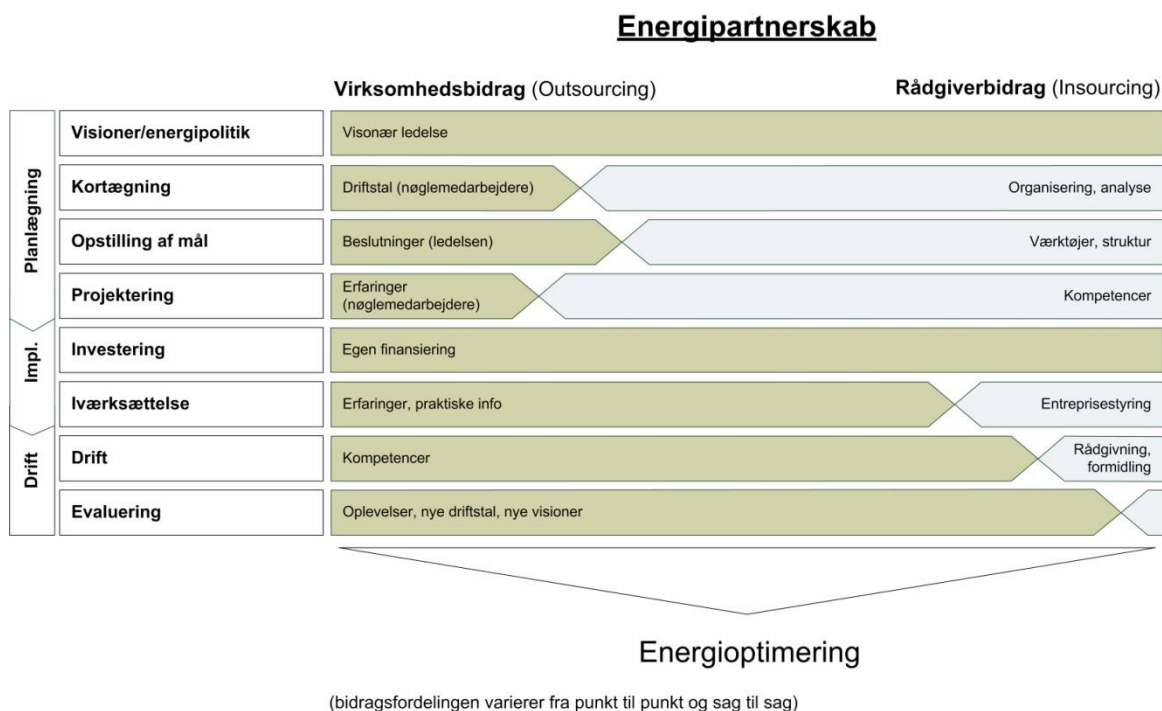 Energipartnerskab
Virksomhedsbidrag (Outsourcing)
Rådgiverbidrag (Insourcing)
Planlægning
Visioner/energipolitik
Visonær ledelse
Kortægning
Driftstal (nøglemedarbejdere)
Organisering, analyse
Opstilling af mål
Beslutninger (ledelsen)
Værktøjer, struktur
Projektering
Erfaringer
(nøglemedarbejdere)
Kompetencer
Impl.
Investering
Egen finansiering
Iværksættelse
Erfaringer, praktiske info
Entreprisestyring
Drift
Drift
Kompetencer
Rådgivning,
formidling
Evaluering
Oplevelser, nye driftstal, nye visioner
Energioptimering
(bidragsfordelingen varierer fra punkt til punkt og sag til sag)